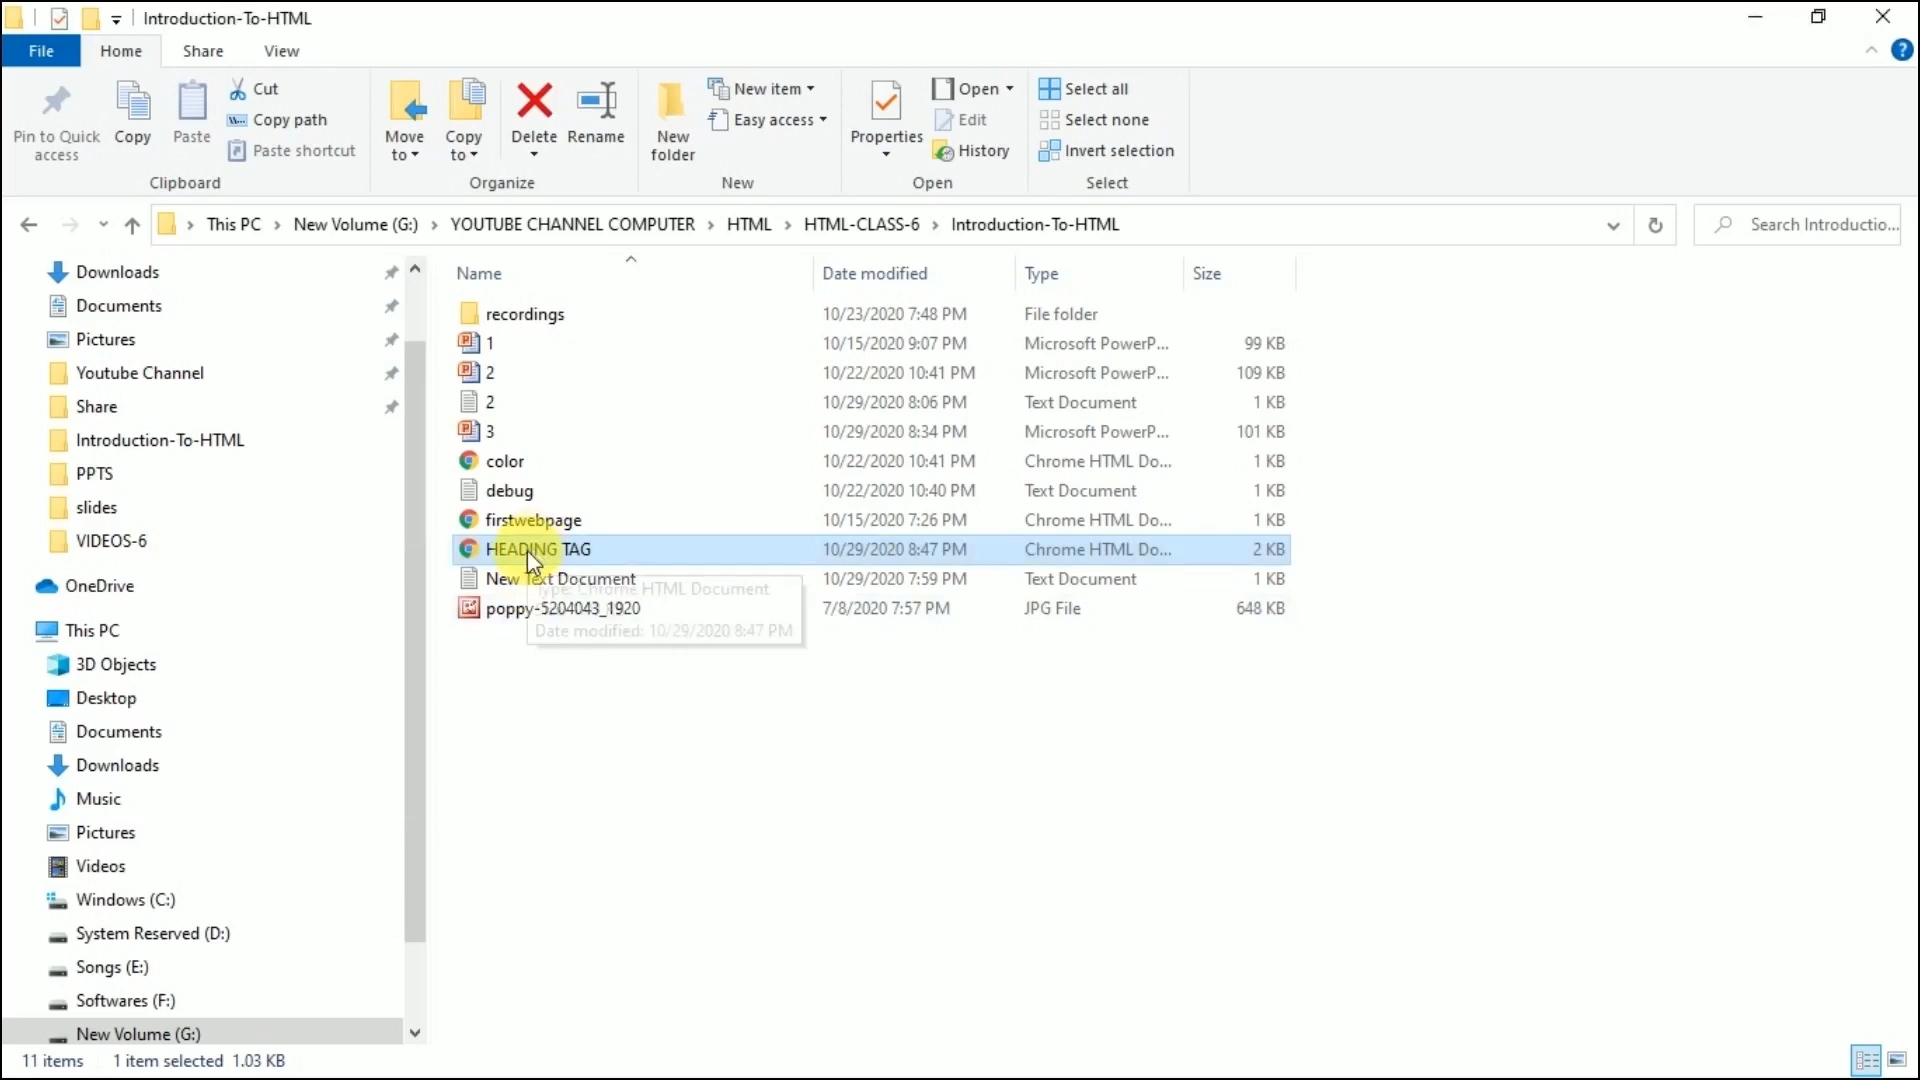 Introduction-To-HTML
File Home Share View
Pin to Quick access
Copy
Paste
Cut
Copy path
Paste shortcut
Clipboard
Move to
Copy to
Delete
Rename
Organize
New folder
New item
Easy access
New
Properties
Open
Edit
History
Open
Select all
Select none
Invert selection
Select
This PC > New Volume (G:) > YOUTUBE CHANNEL COMPUTER > HTML > HTML-CLASS-6 > Introduction-To-HTML
Search Introductio...
Downloads
Documents
Pictures
Youtube Channel
Share
Introduction-To-HTML
PPTS
slides
VIDEOS-6
OneDrive
This PC
3D Objects
Desktop
Documents
Downloads
Music
Pictures
Videos
Windows (C:)
System Reserved (D:)
Songs (E:)
Softwares (F:)
New Volume (G:)
Name Date modified Type Size
recordings 10/23/2020 7:48 PM File folder
1 10/15/2020 9:07 PM Microsoft PowerP... 99 KB
2 10/22/2020 10:41 PM Microsoft PowerP... 109 KB
2 10/29/2020 8:06 PM Text Document 1 KB
3 10/29/2020 8:34 PM Microsoft PowerP... 101 KB
color 10/22/2020 10:41 PM Chrome HTML Do... 1 KB
debug 10/22/2020 10:40 PM Text Document 1 KB
firstwebpage 10/15/2020 7:26 PM Chrome HTML Do... 1 KB
HEADING TAG 10/29/2020 8:47 PM Chrome HTML Do... 2 KB
New Text Document 10/29/2020 7:59 PM Text Document 1 KB
Type: Chrome HTML Document
poppy-5204043_1920 7/8/2020 7:57 PM JPG File 648 KB
Date modified: 10/29/2020 8:47 PM
11 items 1 item selected 1.03 KB